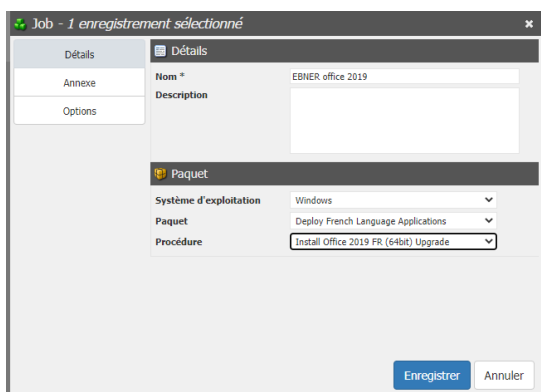 Job - 1 enregistrement sélectionné
Détails
Annexe
Options
Détails
Nom * EBNER office 2019
Description
Paquet
Système d'exploitation Windows
Paquet Deploy French Language Applications
Procédure Install Office 2019 FR (64bit) Upgrade
Enregistrer Annuler